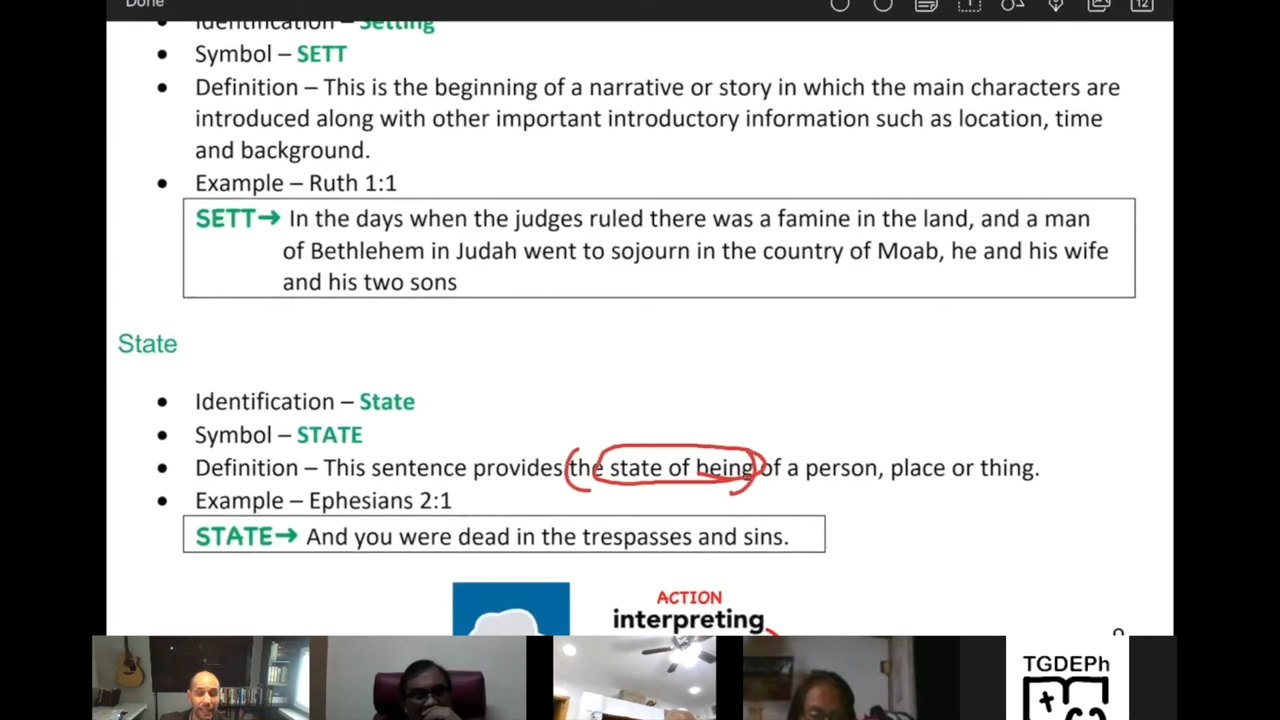 Done
Identification – Setting
Symbol – SETT
Definition – This is the beginning of a narrative or story in which the main characters are
introduced along with other important introductory information such as location, time
and background.
Example – Ruth 1:1
SETT→ In the days when the judges ruled there was a famine in the land, and a man
of Bethlehem in Judah went to sojourn in the country of Moab, he and his wife
and his two sons
State
Identification – State
Symbol – STATE
Definition – This sentence provides the state of being of a person, place or thing.
Example – Ephesians 2:1
STATE→ And you were dead in the trespasses and sins.
ACTION
interpreting
TGDEPh